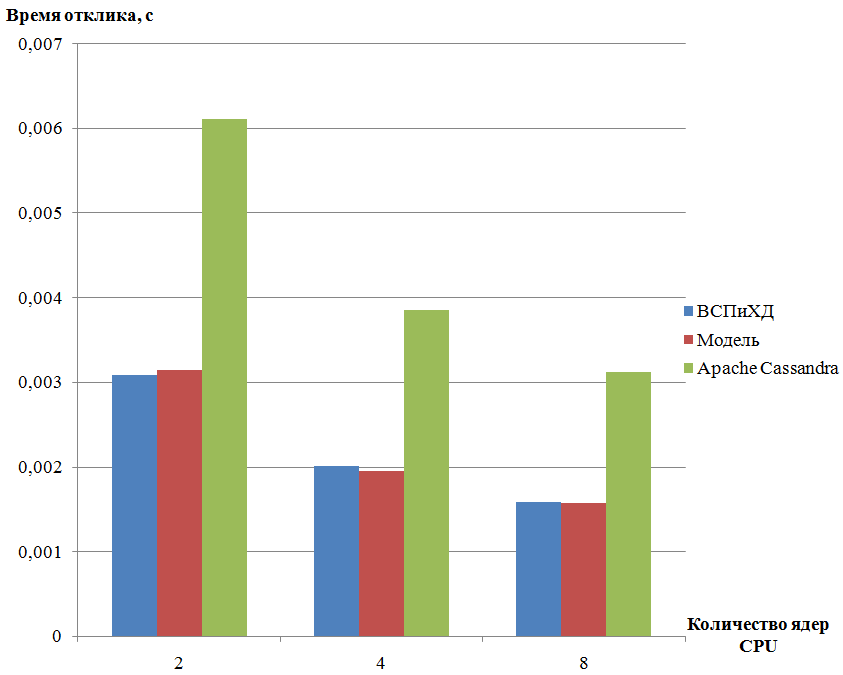 Время отклика, с
0,007
0,006
0,005
0,004
0,003
0,002
0,001
0
2
4
8
ВСПиХД
Модель
Apache Cassandra
Количество ядер
CPU